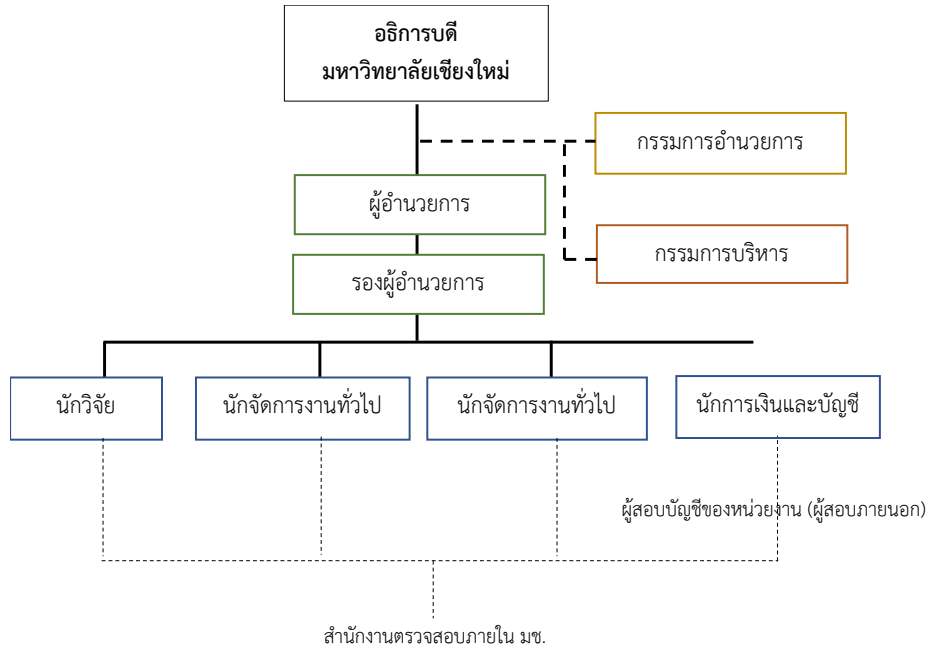 อธิการบดี
มหาวิทยาลัยเชียงใหม่
กรรมการอำนวยการ
ผู้อำนวยการ
กรรมการบริหาร
รองผู้อำนวยการ
นักวิจัย
นักจัดการงานทั่วไป
นักจัดการงานทั่วไป
นักการเงินและบัญชี
ผู้สอบบัญชีของหน่วยงาน (ผู้สอบภายนอก)
สำนักงานตรวจสอบภายใน มช.